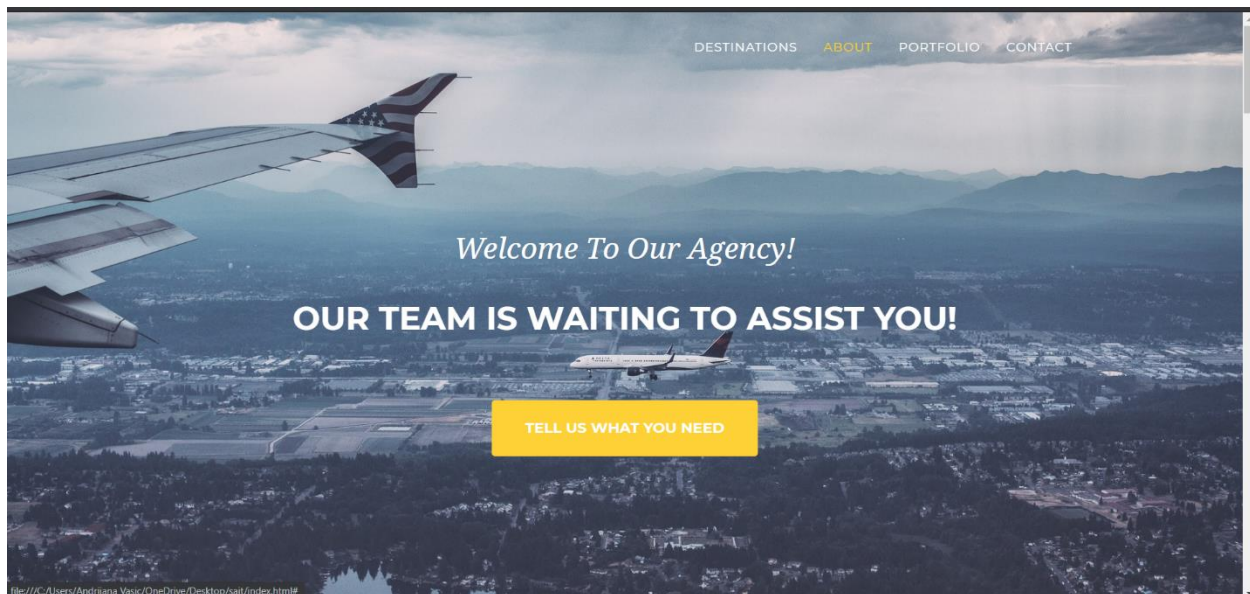 DESTINATIONS ABOUT PORTFOLIO CONTACT
Welcome To Our Agency!
OUR TEAM IS WAITING TO ASSIST YOU!
TELL US WHAT YOU NEED
file:///C:/Users/Andrijana Vasic/OneDrive/Desktop/sajt/index.html#